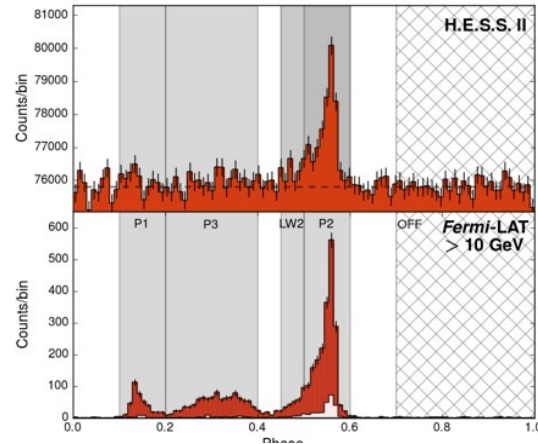 81000
H.E.S.S. II
80000
79000
78000
77000
76000
Counts/bin
P1
P3
LW2
P2
OFF
Fermi-LAT
> 10 GeV
600
500
400
300
200
100
0
Counts/bin
0.0
0.2
0.4
0.6
0.8
1.0
Phase